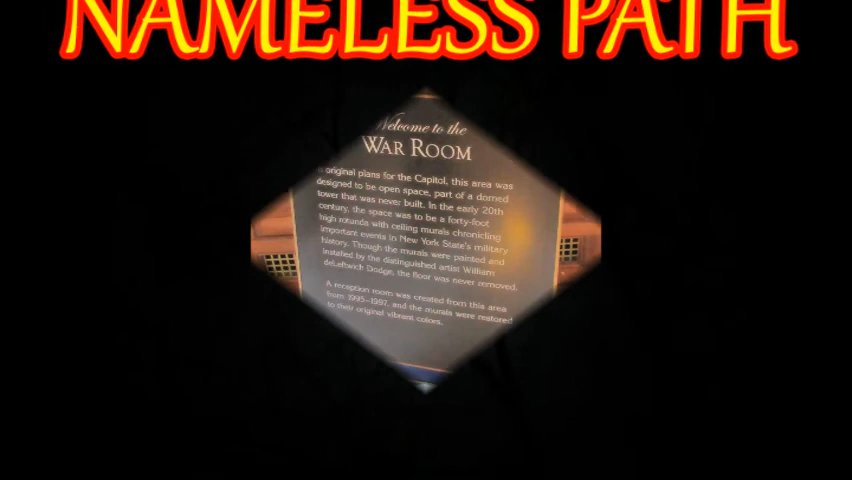 NAMELESS PATH
Welcome to the
WAR ROOM
original plans for the Capitol, this area was
designed to be open space, part of a domed
tower that was never built. In the early 20th
century, the space was to be a forty-foot
high rotunda with ceiling murals chronicling
important events in New York State's military
history. Though the murals were painted and
installed by the distinguished artist William
deLeftwich Dodge, the floor was never removed.
A reception room was created from this area
from 1995-1997, and the murals were restored
to their original vibrant colors.